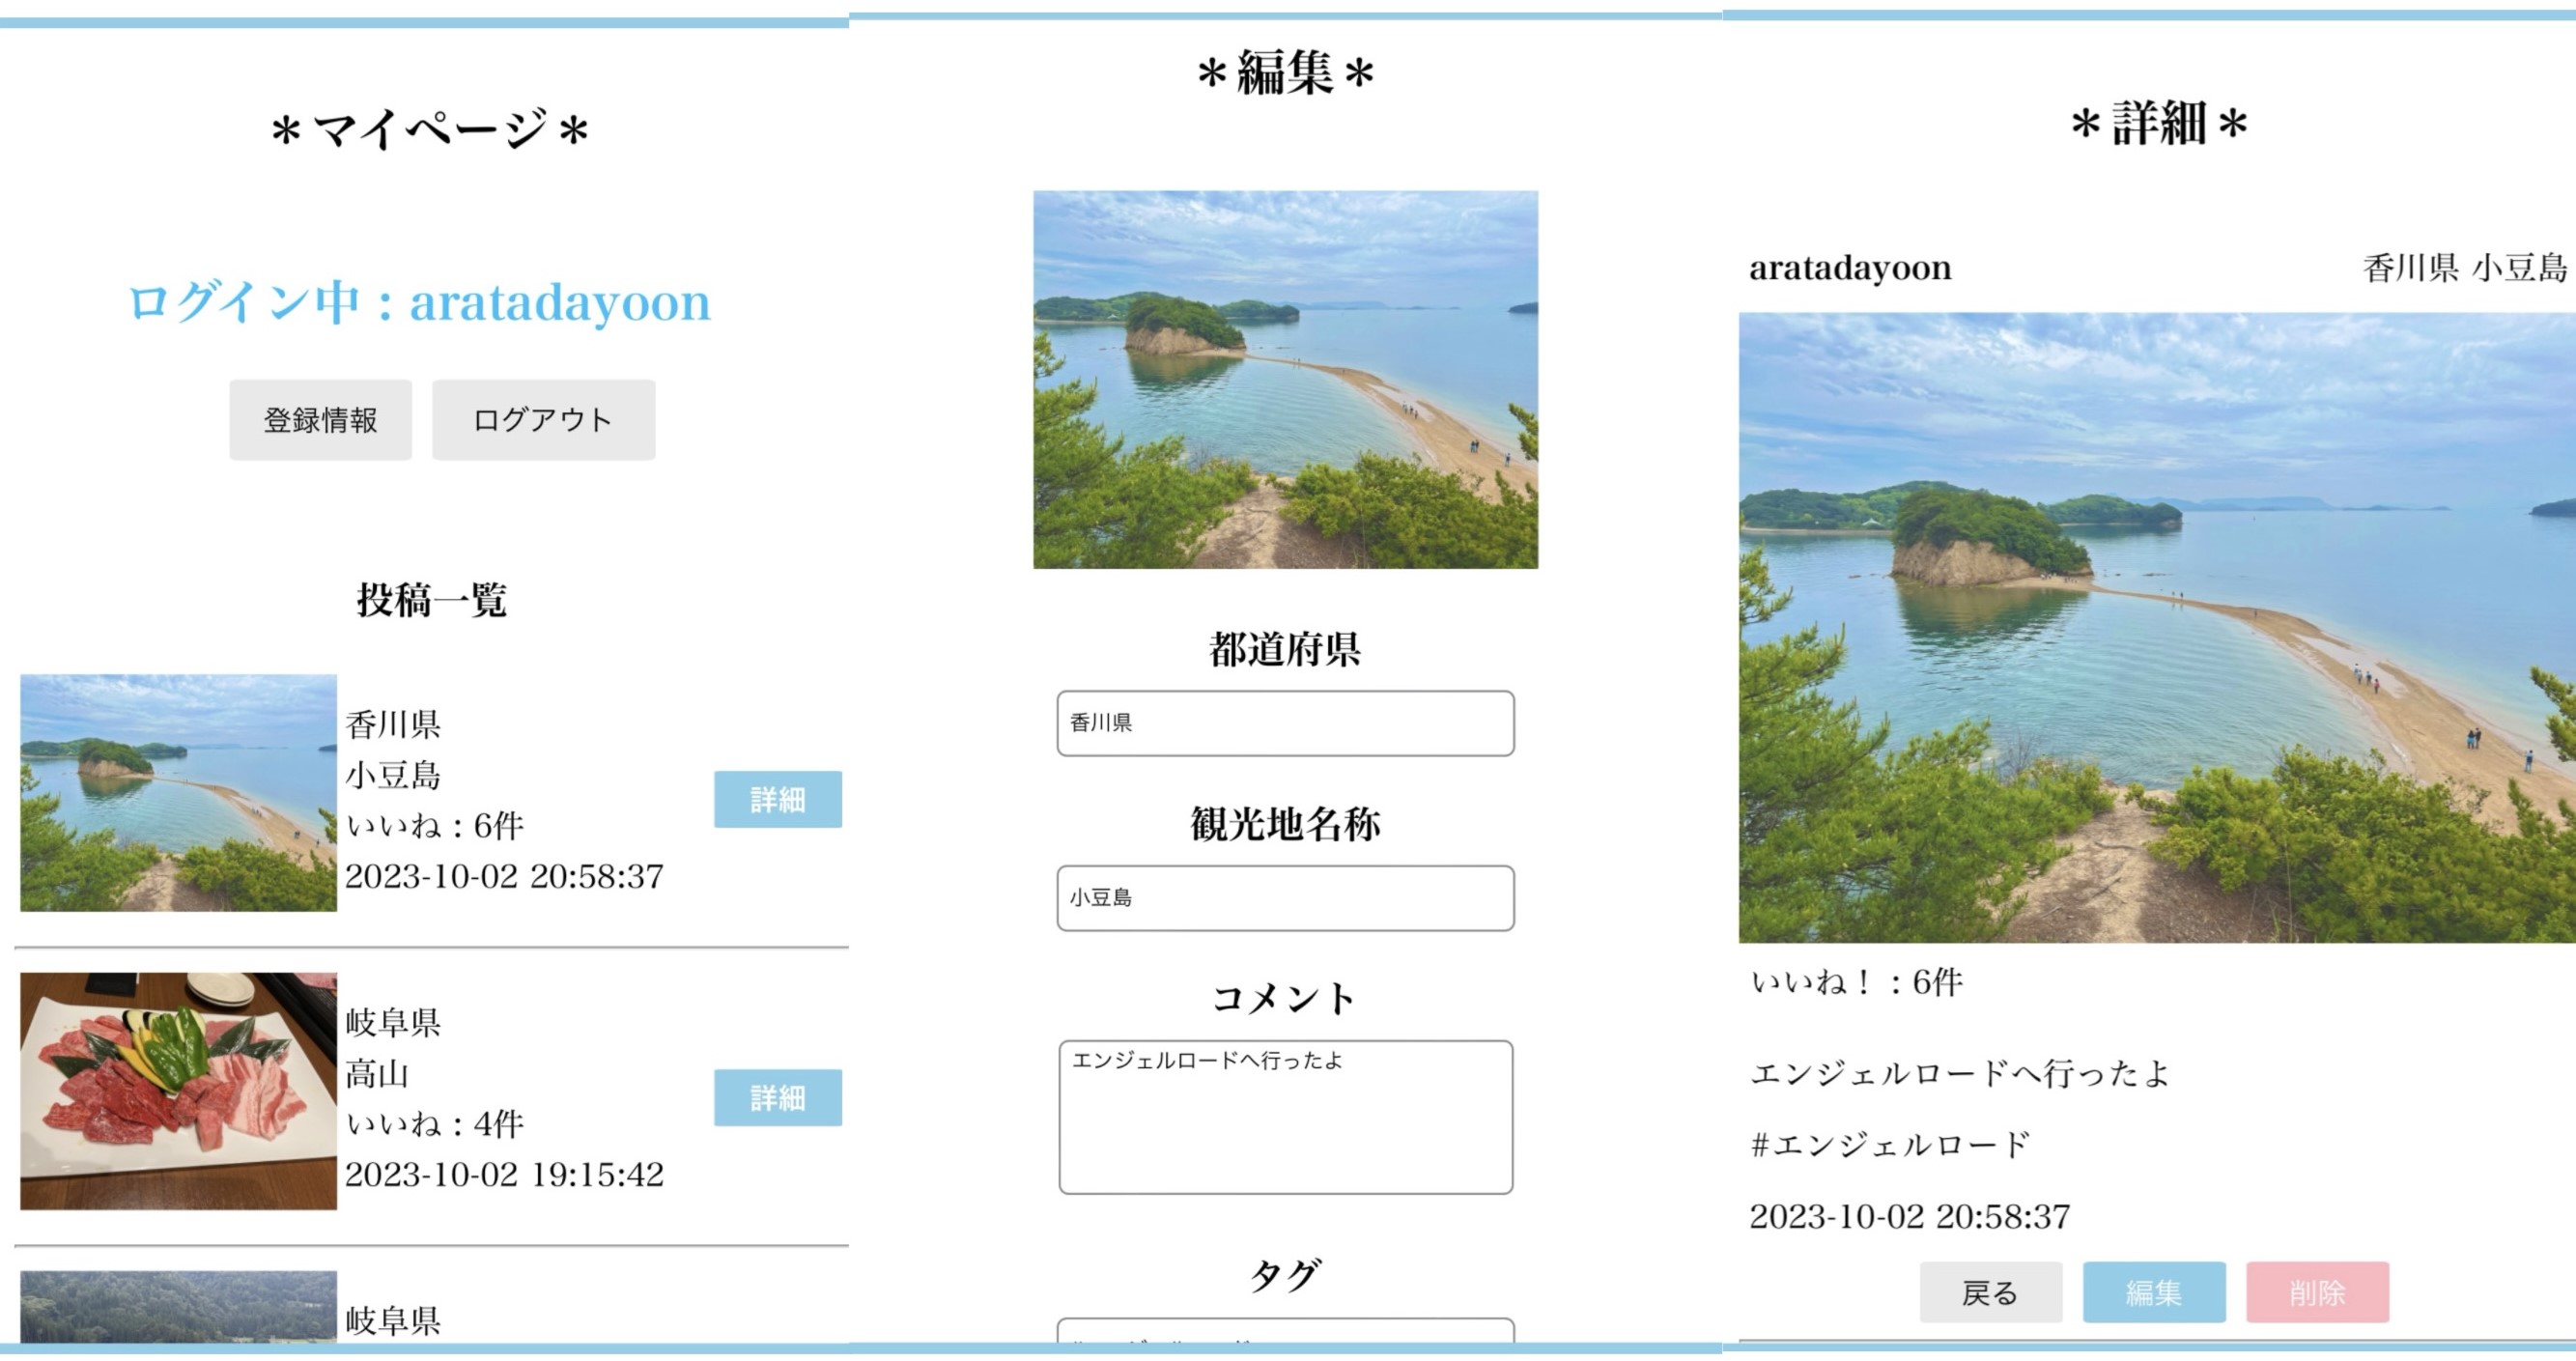 ＊マイページ＊
ログイン中：aratadayoon
登録情報
ログアウト
投稿一覧
香川県
小豆島
いいね：6件
2023-10-02 20:58:37
詳細
岐阜県
高山
いいね：4件
2023-10-02 19:15:42
詳細
岐阜県
＊編集＊
都道府県
香川県
観光地名称
小豆島
コメント
エンジェルロードへ行ったよ
タグ
＊詳細＊
aratadayoon
香川県 小豆島
いいね！：6件
エンジェルロードへ行ったよ
#エンジェルロード
2023-10-02 20:58:37
戻る
編集
削除